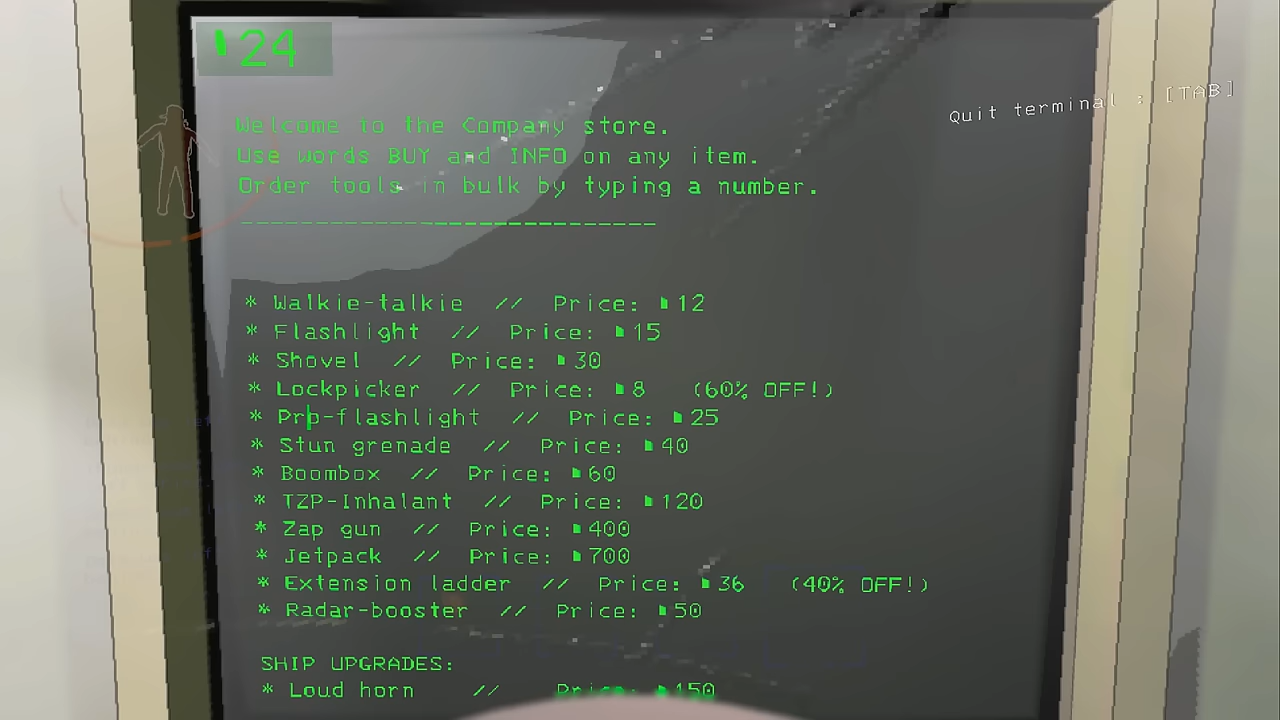 ▮24
Quit terminal : [TAB]
Welcome to the Company store.
Use words BUY and INFO on any item.
Order tools in bulk by typing a number.
____________________________
* Walkie-talkie // Price: ▮12
* Flashlight // Price: ▮15
* Shovel // Price: ▮30
* Lockpicker // Price: ▮8 (60% OFF!)
* Pro-flashlight // Price: ▮25
* Stun grenade // Price: ▮40
* Boombox // Price: ▮60
* TZP-Inhalant // Price: ▮120
* Zap gun // Price: ▮400
* Jetpack // Price: ▮700
* Extension ladder // Price: ▮36 (40% OFF!)
* Radar-booster // Price: ▮50
SHIP UPGRADES:
* Loud horn // Price: ▮150